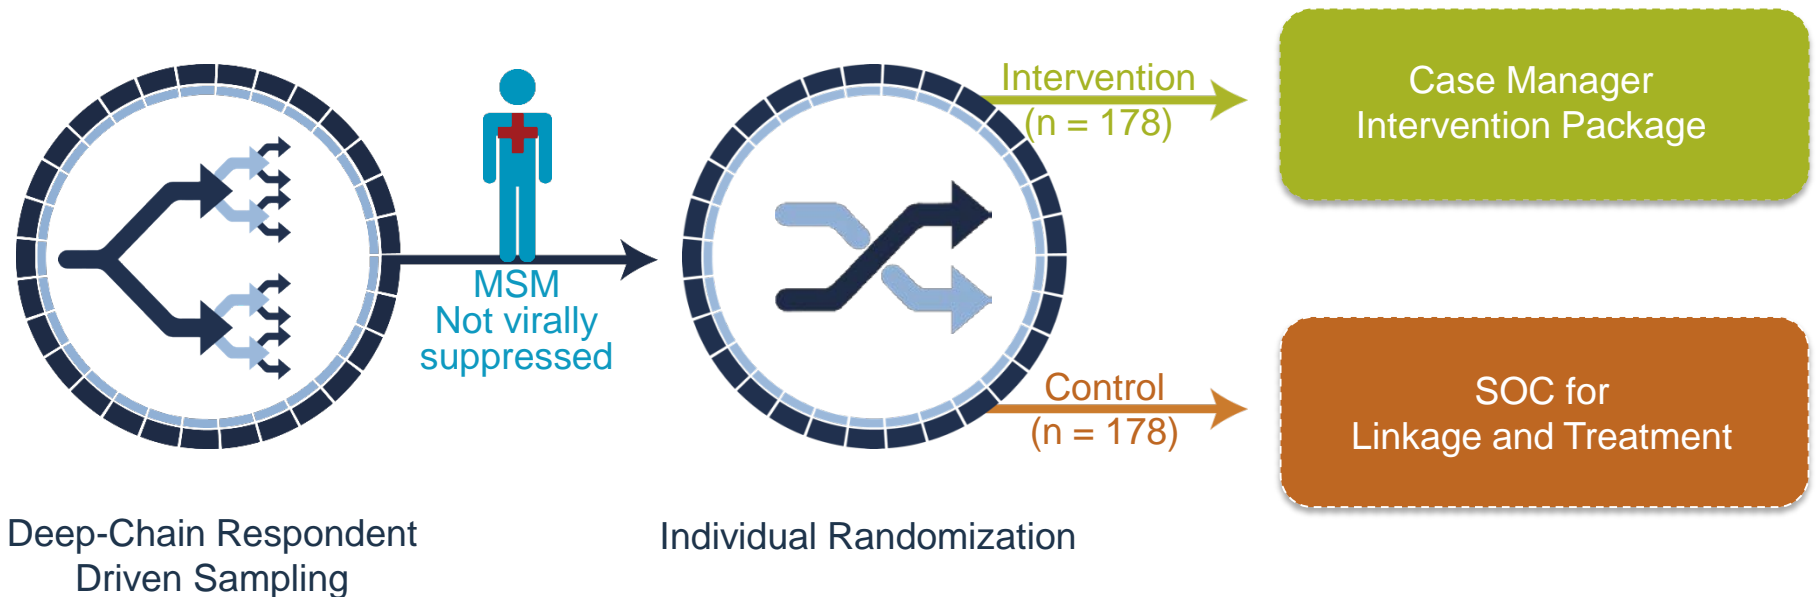 Deep-Chain Respondent
Driven Sampling
MSM
Not virally
suppressed
Individual Randomization
Intervention
(n = 178)
Case Manager
Intervention Package
Control
(n = 178)
SOC for
Linkage and Treatment